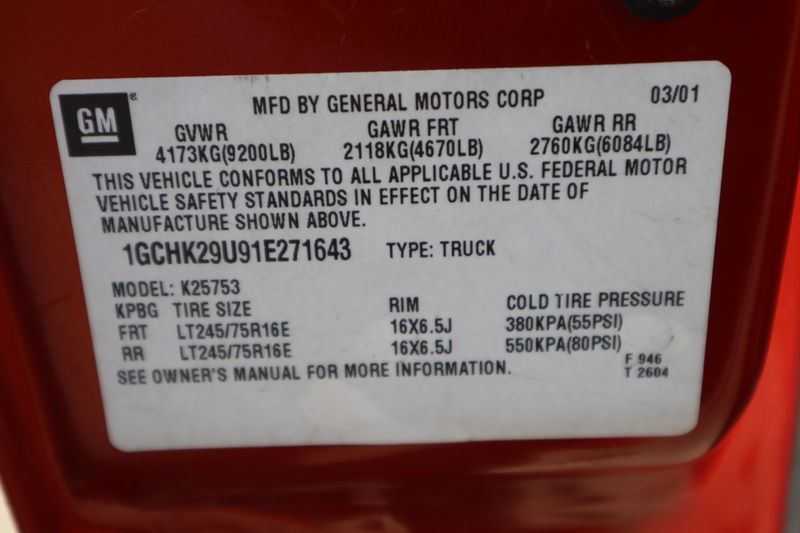 GM®
MFD BY GENERAL MOTORS CORP 03/01
GVWR GAWR FRT GAWR RR
4173KG(9200LB) 2118KG(4670LB) 2760KG(6084LB)
THIS VEHICLE CONFORMS TO ALL APPLICABLE U.S. FEDERAL MOTOR
VEHICLE SAFETY STANDARDS IN EFFECT ON THE DATE OF
MANUFACTURE SHOWN ABOVE.
1GCHK29U91E271643 TYPE: TRUCK
MODEL: K25753
KPBG TIRE SIZE RIM COLD TIRE PRESSURE
FRT LT245/75R16E 16X6.5J 380KPA(55PSI)
RR LT245/75R16E 16X6.5J 550KPA(80PSI)
SEE OWNER'S MANUAL FOR MORE INFORMATION.
F 946
T 2604